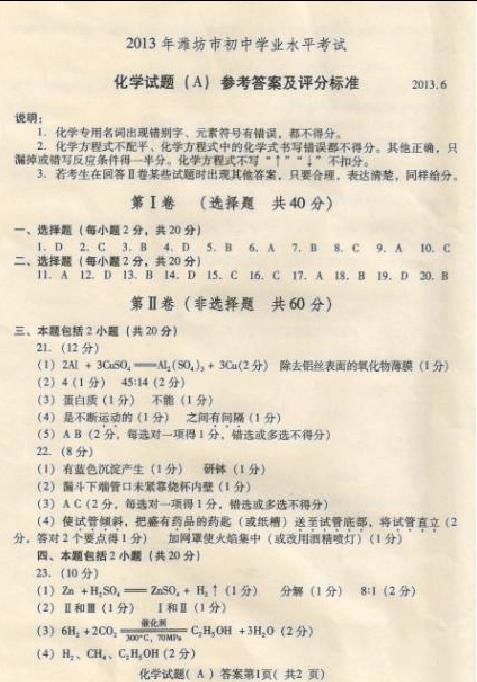 2013 年潍坊市初中学业水平考试
化学试题（A）参考答案及评分标准 2013.6
说明：
1. 化学专用名词出现错别字、元素符号有错误，都不得分。
2. 化学方程式不配平、化学方程式中的化学式书写错误都不得分。其他正确，只
漏掉或错写反应条件得一半分。化学方程式不写“↑”“↓”不扣分。
3. 若考生在回答Ⅱ卷某些试题时出现其他答案，只要合理，表达清楚，同样给分。
第Ⅰ卷 （选择题 共40分）
一、选择题（每小题2分，共20分）
1. D 2. C 3. B 4. D 5. B 6. A 7. B 8. C 9. A 10. C
二、选择题（每小题2分，共20分）
11. A 12. D 13. B 14. D 15. C 16. C 17. A 18. B 19. D 20. B
第Ⅱ卷（非选择题 共60分）
三、本题包括2小题（共20分）
21.（12分）
（1）2Al + 3CuSO₄ ══Al₂(SO₄)₃ + 3Cu(2分) 除去铝丝表面的氧化物薄膜（1分）
（2）4（1分） 45:14（2分）
（3）蛋白质（1分） 不能（1分）
（4）是不断运动的（1分） 之间有间隔（1分）
（5）A B（2分，每选对一项得1分，错选或多选不得分）
22.（8分）
（1）有蓝色沉淀产生（1分） 研钵（1分）
（2）漏斗下端管口未紧靠烧杯内壁（1分）
（3）A C（2分，每选对一项得1分，错选或多选不得分）
（4）使试管倾斜，把盛有药品的药匙（或纸槽）送至试管底部，将试管直立（2
分，答对2个要点得1分） 加网罩使火焰集中（或改用酒精喷灯）（1分）
四、本题包括2小题（共20分）
23.（10分）
（1）Zn + H₂SO₄ ══ ZnSO₄ + H₂↑（1分） 分解（1分） 8:1（2分）
（2）Ⅱ和Ⅲ（1分） Ⅰ和Ⅱ（1分）
（3）6H₂ + 2CO₂ 催化剂 300℃, 70MPa C₂H₅OH + 3H₂O（2分）
（4）H₂、CH₄、C₂H₅OH（2分）
化学试题（A）答案第1页（共2页）